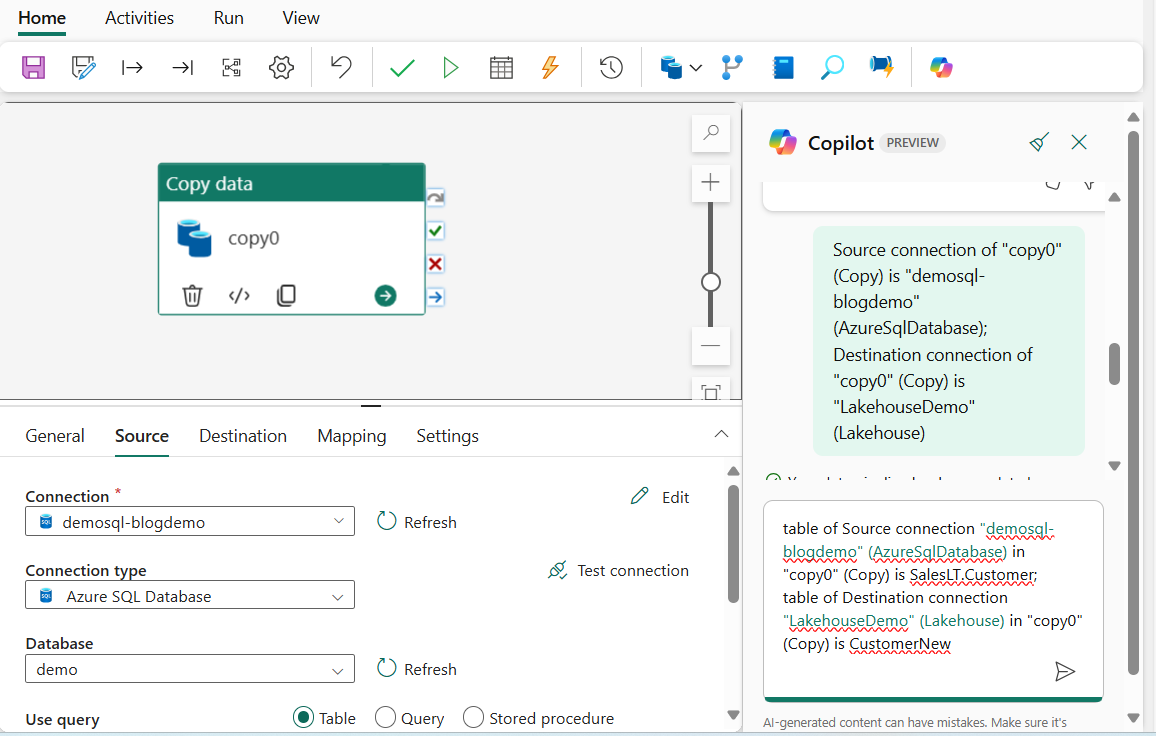 Home Activities Run View
Copy data
copy0
General Source Destination Mapping Settings
Connection *
Edit
demosql-blogdemo
Refresh
Connection type
Test connection
Azure SQL Database
Database
demo
Refresh
Use query
Table Query Stored procedure
Copilot PREVIEW
Source connection of "copy0"
(Copy) is "demosql-
blogdemo"
(AzureSqlDatabase);
Destination connection of
"copy0" (Copy) is
"LakehouseDemo"
(Lakehouse)
table of Source connection "demosql-
blogdemo" (AzureSqlDatabase) in
"copy0" (Copy) is SalesLT.Customer;
table of Destination connection
"LakehouseDemo" (Lakehouse) in "copy0"
(Copy) is CustomerNew
AI-generated content can have mistakes. Make sure it's